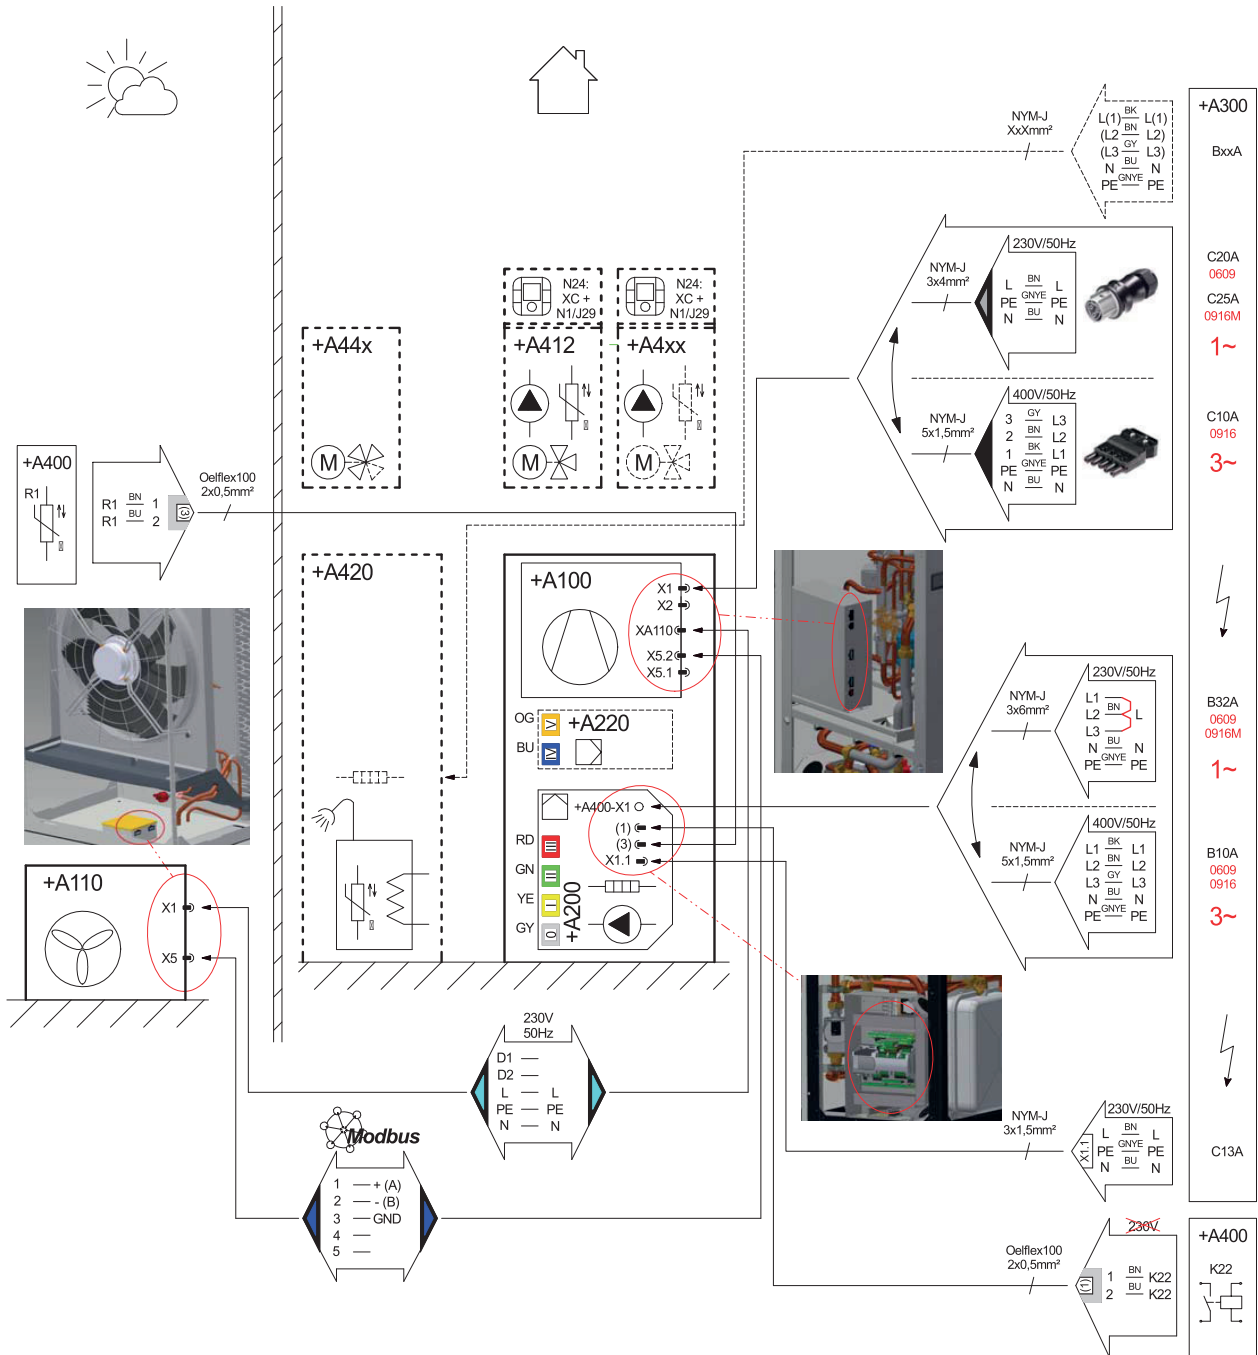 +A300
NYM-J
XxXmm²
L(1) BK L(1)
(L2 BN L2)
(L3 GY L3)
N BU N
PE GNYE PE
BxxA
230V/50Hz
NYM-J
3x4mm²
L BN L
PE GNYE PE
N BU N
C20A
0609
C25A
0916M
1~
400V/50Hz
NYM-J
5x1,5mm²
3 GY L3
2 BN L2
1 BK L1
PE GNYE PE
N BU N
C10A
0916
3~
N24:
XC +
N1/J29
N24:
XC +
N1/J29
+A44x
M
+A412
M
+A4xx
M
+A400
R1
R1 BN 1
R1 BU 2
(3)
Oelflex100
2x0,5mm²
+A420
+A100
X1
X2
XA110
X5.2
X5.1
OG V
BU IV
+A220
+A400-X1
(1)
(3)
X1.1
RD III
GN II
YE I
GY 0
+A200
230V/50Hz
NYM-J
3x6mm²
L1
L2 BN L
L3
N BU N
PE GNYE PE
B32A
0609
0916M
1~
400V/50Hz
NYM-J
5x1,5mm²
L1 BK L1
L2 BN L2
L3 GY L3
N BU N
PE GNYE PE
B10A
0609
0916
3~
+A110
X1
X5
230V
50Hz
D1
D2
L L
PE PE
N N
Modbus
1 + (A)
2 - (B)
3 GND
4
5
230V/50Hz
NYM-J
3x1,5mm²
X1.1
L BN L
PE GNYE PE
N BU N
C13A
230V
Oelflex100
2x0,5mm²
(1)
1 BN K22
2 BU K22
+A400
K22